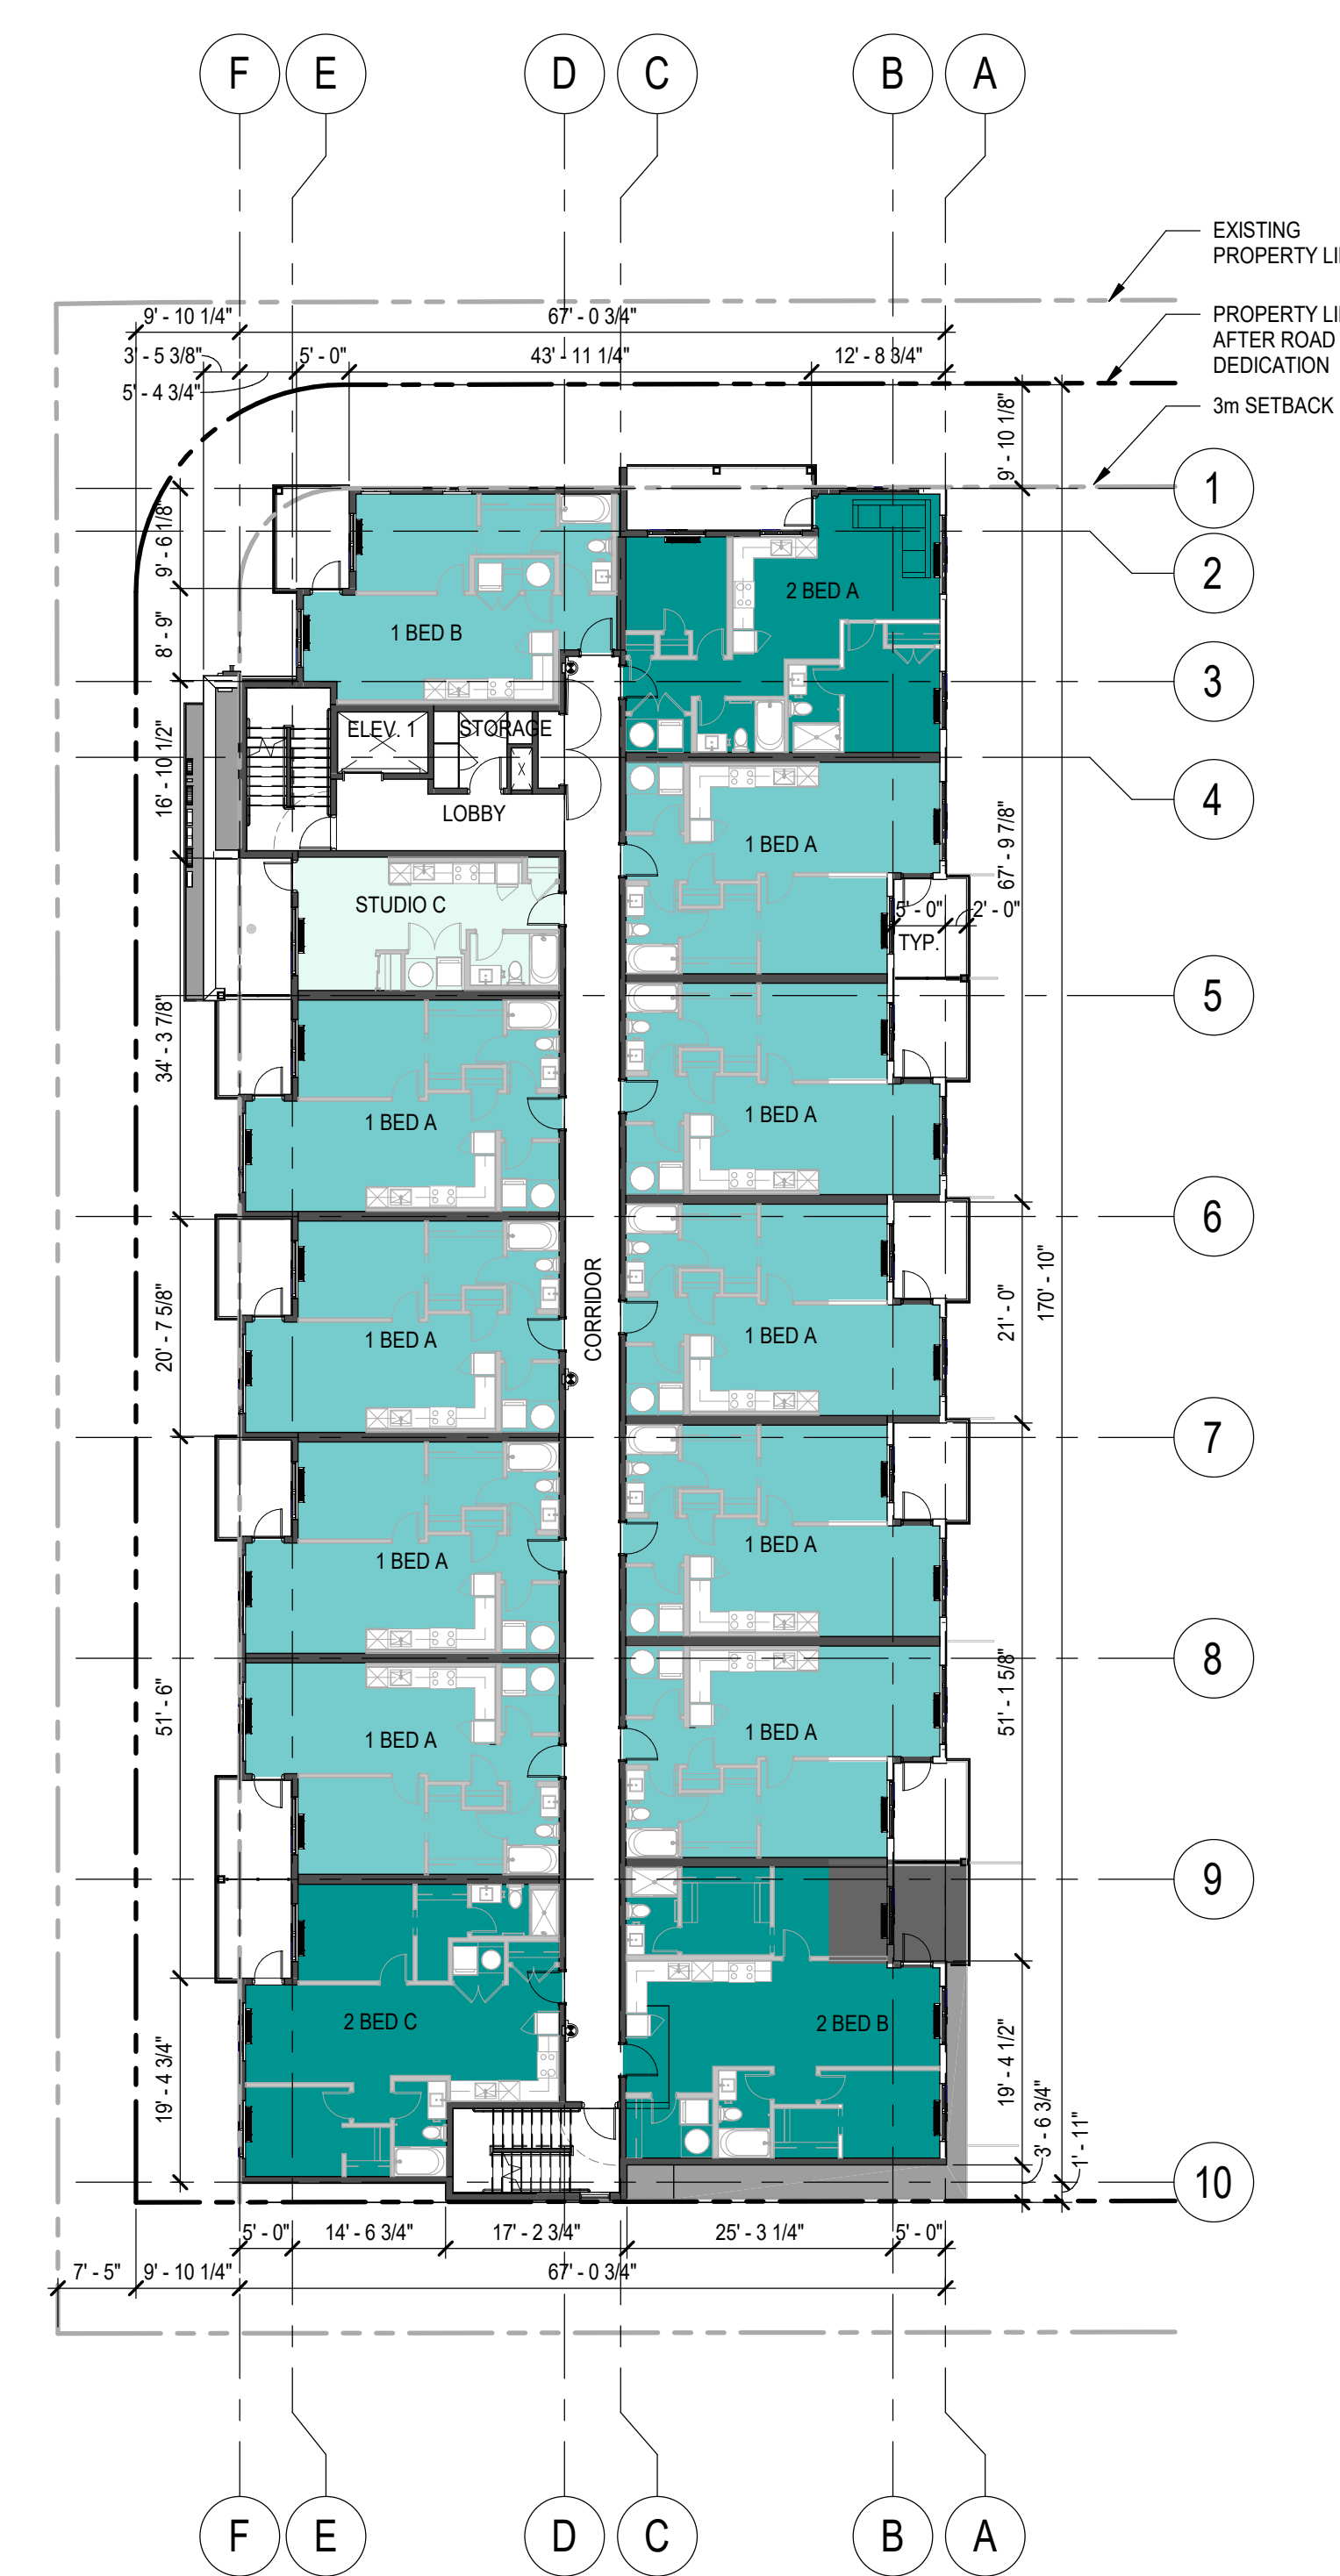 F E D C B A
EXISTING
PROPERTY LI
9' - 10 1/4" 67' - 0 3/4"
PROPERTY LI
AFTER ROAD
DEDICATION
3' - 5 3/8" 5' - 0" 43' - 11 1/4" 12' - 8 3/4"
5' - 4 3/4"
3m SETBACK
9' - 10 1/8"
1
9' - 6 1/8"
2
2 BED A
1 BED B
8' - 9"
3
ELEV. 1 STORAGE
16' - 10 1/2"
4
LOBBY
1 BED A
67' - 9 7/8"
STUDIO C
5' - 0" 2' - 0"
TYP.
5
34' - 3 7/8"
1 BED A
1 BED A
6
CORRIDOR
170' - 10"
20' - 7 5/8"
1 BED A
1 BED A
21' - 0"
7
1 BED A
1 BED A
8
51' - 6"
51' - 1 5/8"
1 BED A
1 BED A
9
2 BED C
2 BED B
19' - 4 3/4"
19' - 4 1/2"
3' - 6 3/4"
1' - 11"
10
5' - 0" 14' - 6 3/4" 17' - 2 3/4" 25' - 3 1/4" 5' - 0"
7' - 5" 9' - 10 1/4" 67' - 0 3/4"
F E D C B A